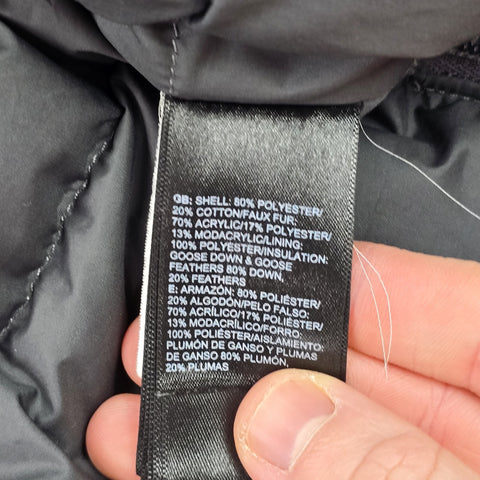 GB: SHELL: 80% POLYESTER/
20% COTTON/FAUX FUR:
70% ACRYLIC/17% POLYESTER/
13% MODACRYLIC/LINING:
100% POLYESTER/INSULATION:
GOOSE DOWN & GOOSE
FEATHERS 80% DOWN,
20% FEATHERS
E: ARMAZÓN: 80% POLIÉSTER/
20% ALGODÓN/PELO FALSO:
70% ACRÍLICO/17% POLIÉSTER/
13% MODACRÍLICO/FORRO:
100% POLIÉSTER/AISLAMIENTO:
PLUMÓN DE GANSO Y PLUMAS
DE GANSO 80% PLUMÓN,
20% PLUMAS